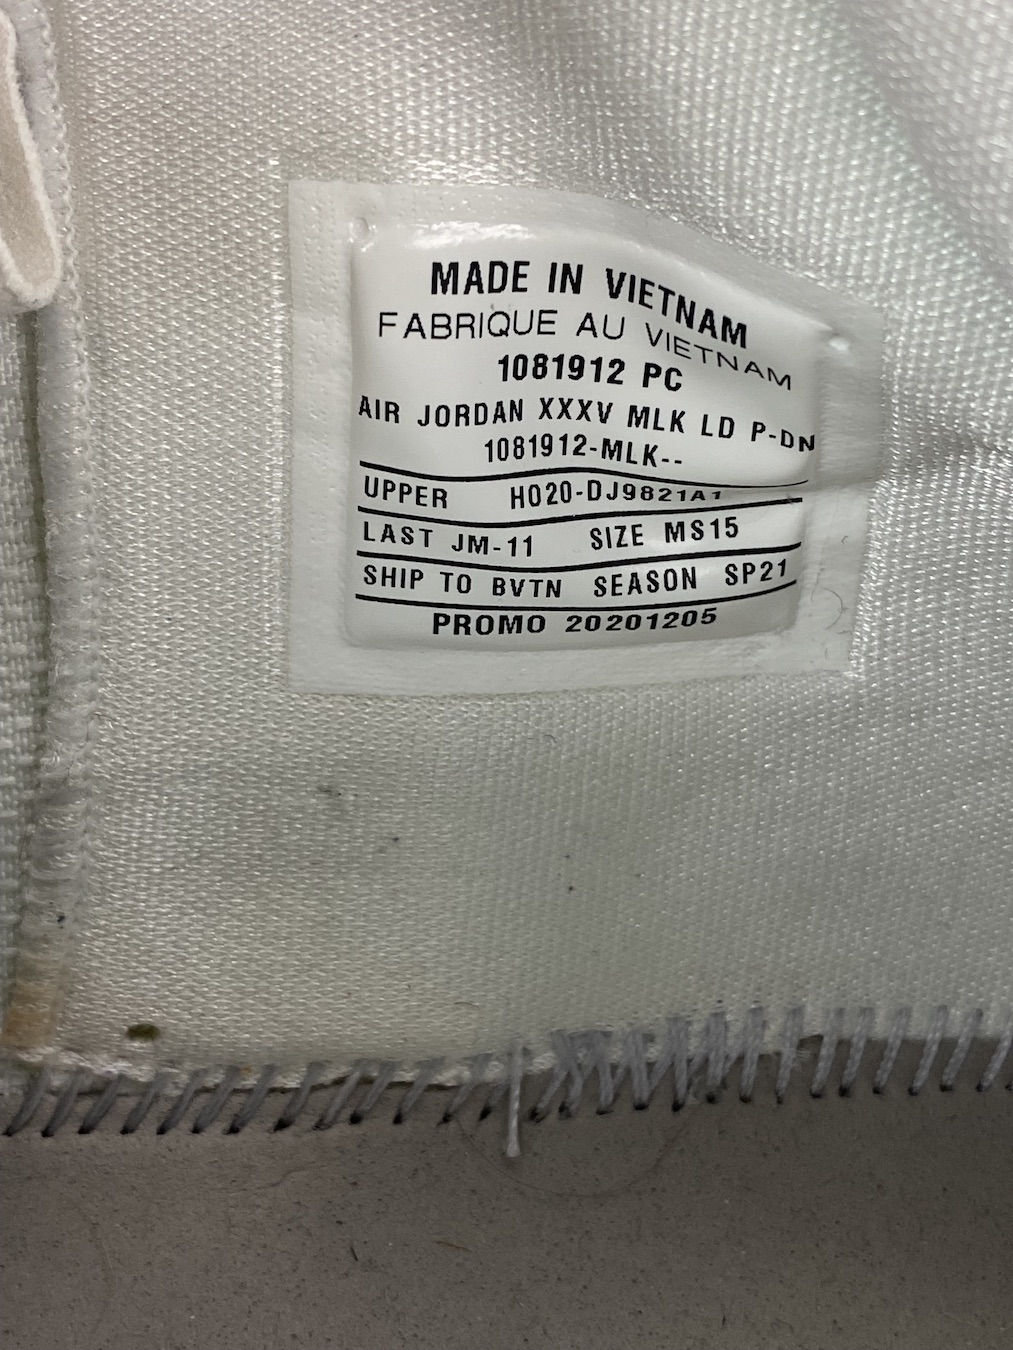 MADE IN VIETNAM
FABRIQUE AU VIETNAM
1081912 PC
AIR JORDAN XXXV MLK LD P-DN
1081912-MLK--
UPPER HO20-DJ9821A1
LAST JM-11 SIZE MS15
SHIP TO BVTN SEASON SP21
PROMO 20201205